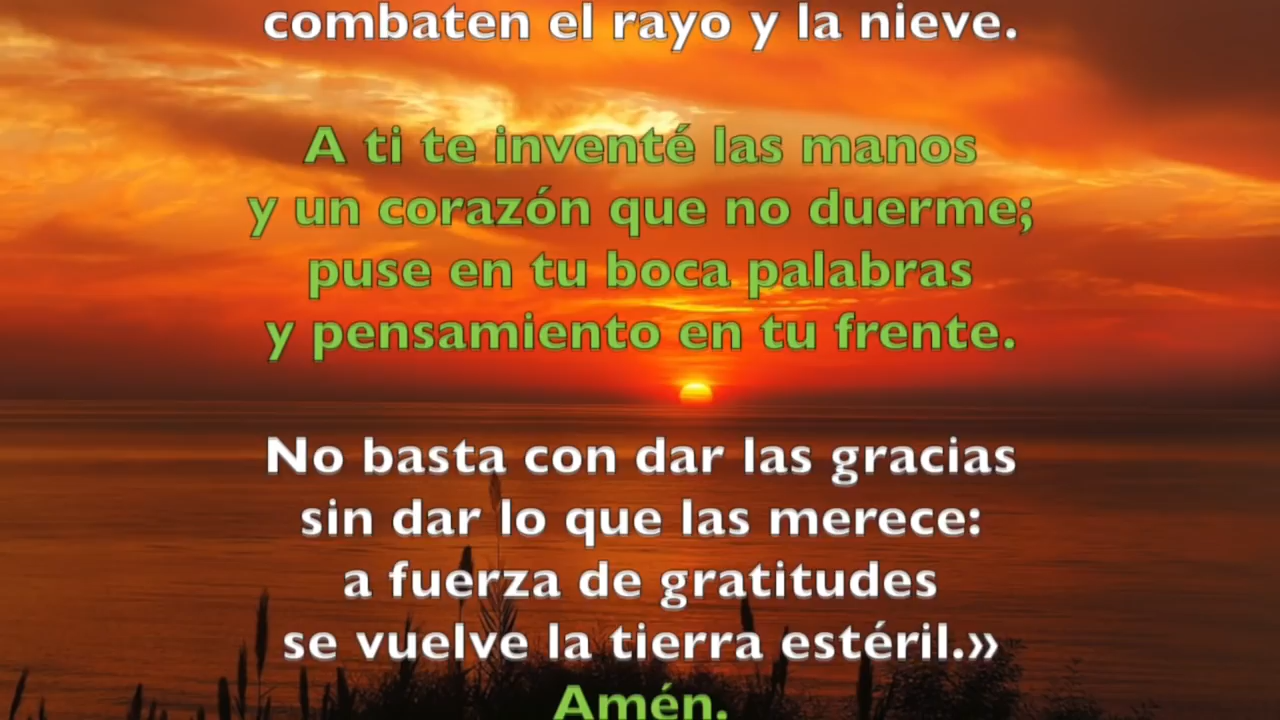 combaten el rayo y la nieve.
A ti te inventé las manos
y un corazón que no duerme;
puse en tu boca palabras
y pensamiento en tu frente.
No basta con dar las gracias
sin dar lo que las merece:
a fuerza de gratitudes
se vuelve la tierra estéril.»
Amén.